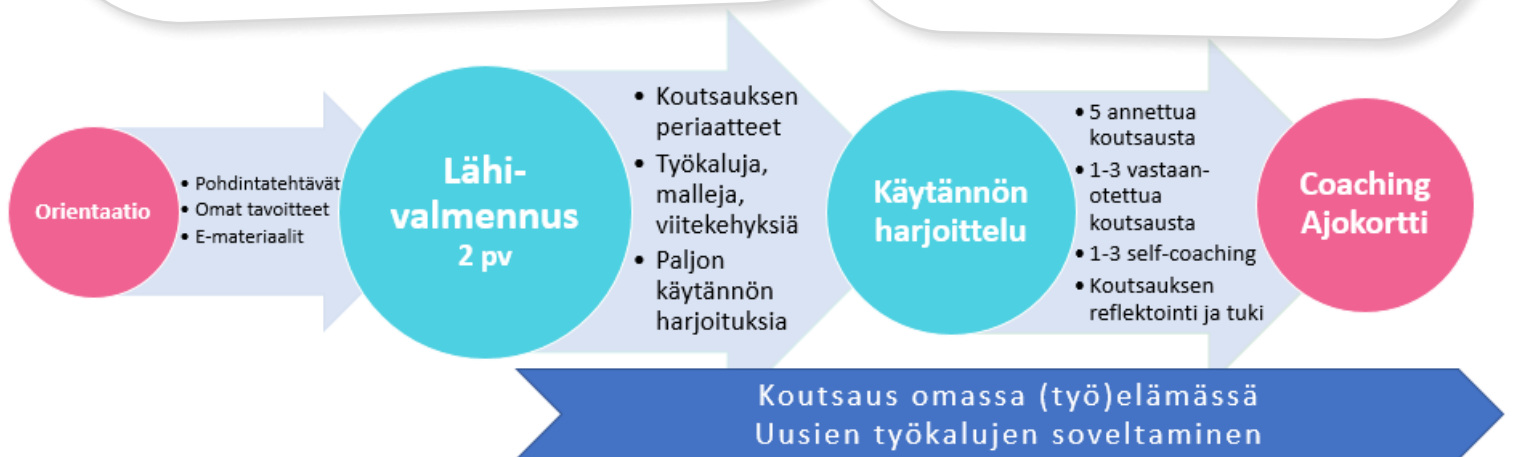 Orientaatio
• Pohdintatehtävät
• Omat tavoitteet
• E-materiaalit
Lähi-
valmennus
2 pv
• Koutsauksen
periaatteet
• Työkaluja,
malleja,
viitekehyksiä
• Paljon
käytännön
harjoituksia
Käytännön
harjoittelu
• 5 annettua
koutsausta
• 1-3 vastaan-
otettua
koutsausta
• 1-3 self-coaching
• Koutsauksen
reflektointi ja tuki
Coaching
Ajokortti
Koutsaus omassa (työ)elämässä
Uusien työkalujen soveltaminen